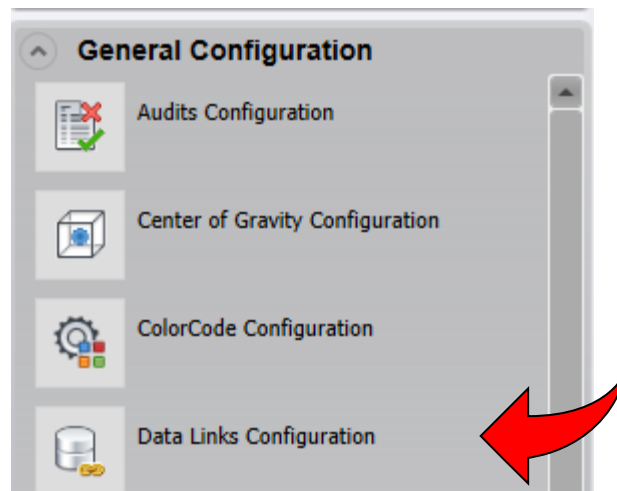 General Configuration
Audits Configuration
Center of Gravity Configuration
ColorCode Configuration
Data Links Configuration